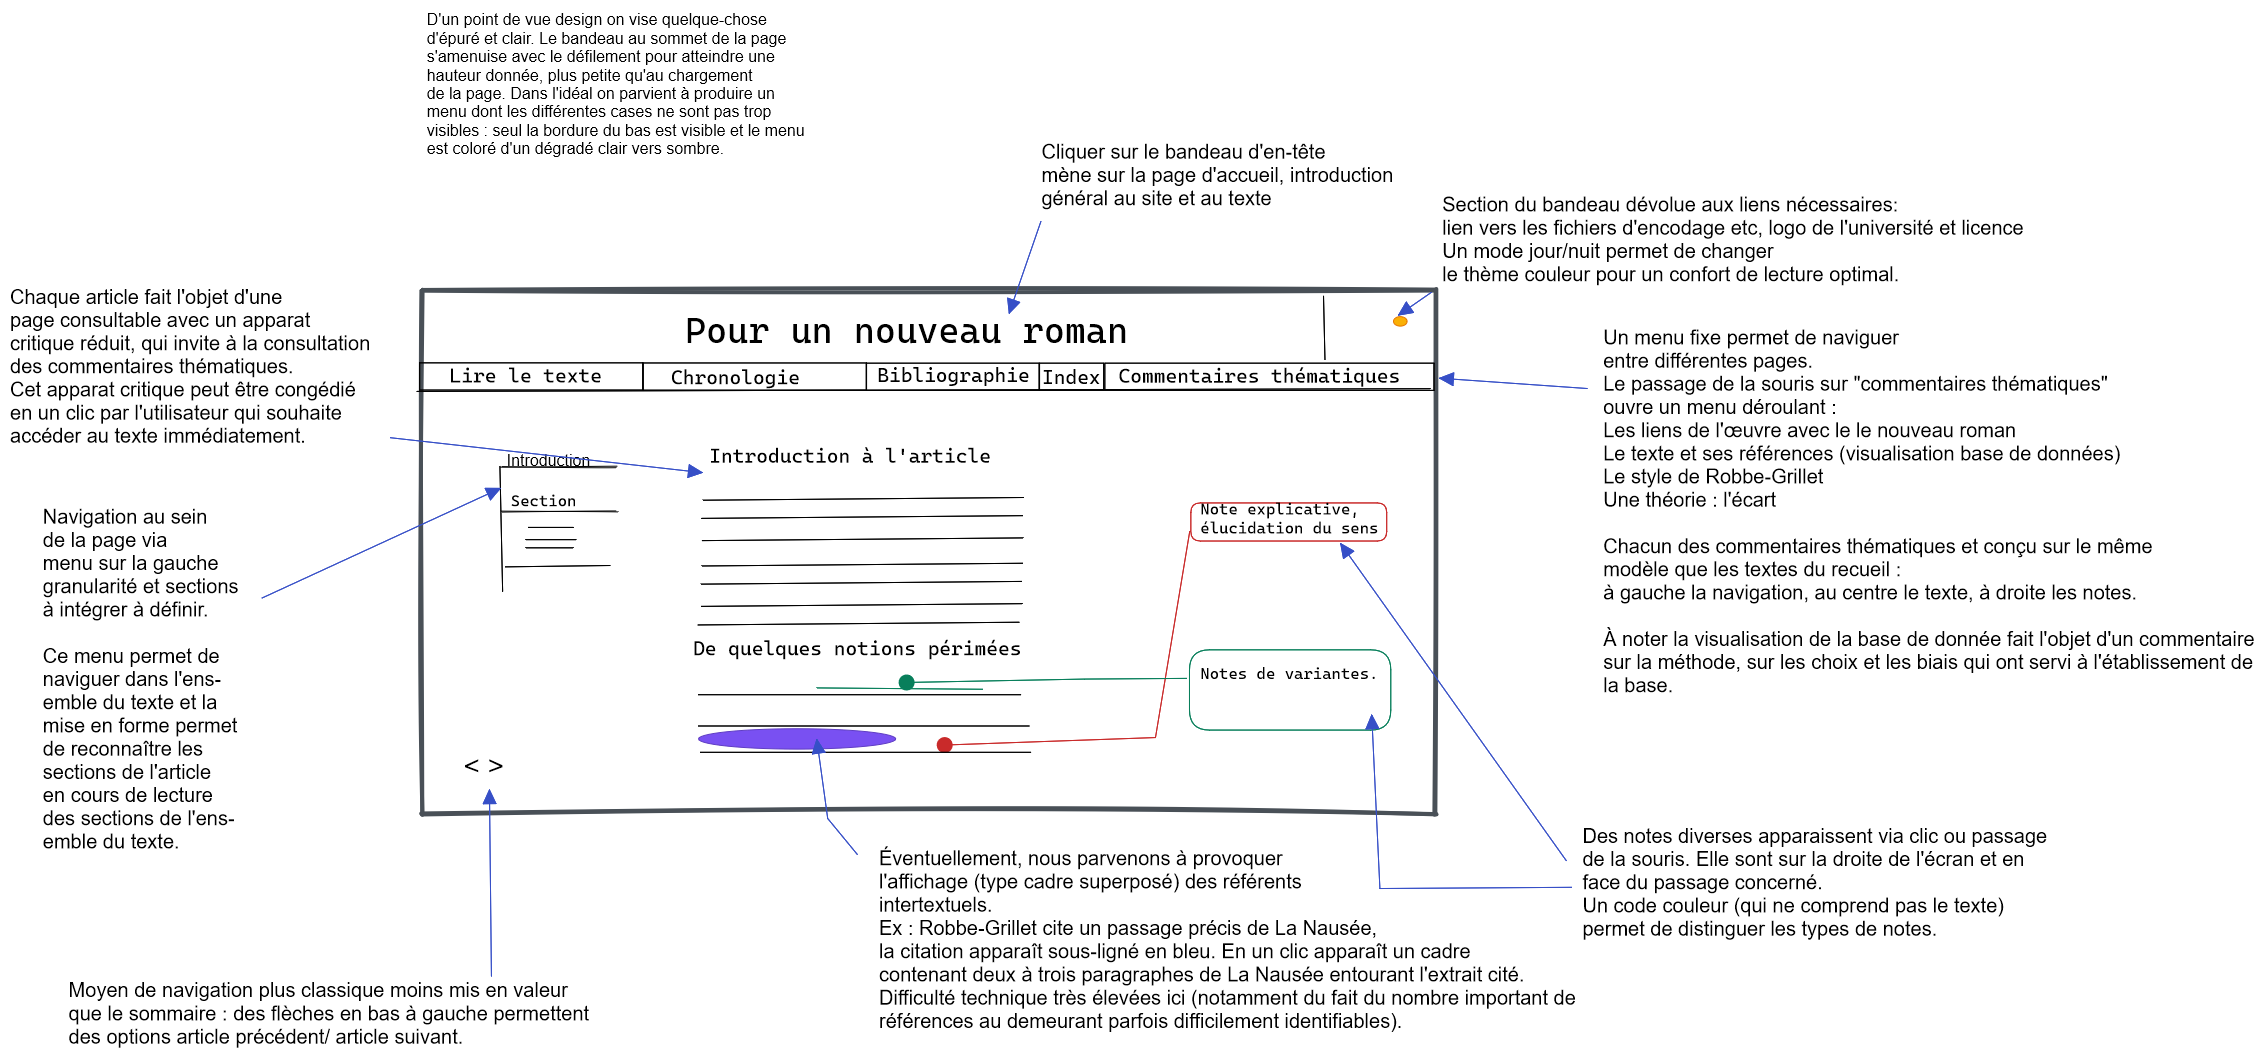 D'un point de vue design on vise quelque-chose
d'épuré et clair. Le bandeau au sommet de la page
s'amenuise avec le défilement pour atteindre une
hauteur donnée, plus petite qu'au chargement
de la page. Dans l'idéal on parvient à produire un
menu dont les différentes cases ne sont pas trop
visibles : seul la bordure du bas est visible et le menu
est coloré d'un dégradé clair vers sombre.
Cliquer sur le bandeau d'en-tête
mène sur la page d'accueil, introduction
général au site et au texte
Section du bandeau dévolue aux liens nécessaires:
lien vers les fichiers d'encodage etc, logo de l'université et licence
Un mode jour/nuit permet de changer
le thème couleur pour un confort de lecture optimal.
Chaque article fait l'objet d'une
page consultable avec un apparat
critique réduit, qui invite à la consultation
des commentaires thématiques.
Cet apparat critique peut être congédié
en un clic par l'utilisateur qui souhaite
accéder au texte immédiatement.
Pour un nouveau roman
Lire le texte
Chronologie
Bibliographie
Index
Commentaires thématiques
Un menu fixe permet de naviguer
entre différentes pages.
Le passage de la souris sur "commentaires thématiques"
ouvre un menu déroulant :
Les liens de l'œuvre avec le le nouveau roman
Le texte et ses références (visualisation base de données)
Le style de Robbe-Grillet
Une théorie : l'écart
Chacun des commentaires thématiques et conçu sur le même
modèle que les textes du recueil :
à gauche la navigation, au centre le texte, à droite les notes.
À noter la visualisation de la base de donnée fait l'objet d'un commentaire
sur la méthode, sur les choix et les biais qui ont servi à l'établissement de
la base.
Introduction
Section
Introduction à l'article
Note explicative,
élucidation du sens
Navigation au sein
de la page via
menu sur la gauche
granularité et sections
à intégrer à définir.
Ce menu permet de
naviguer dans l'ens-
emble du texte et la
mise en forme permet
de reconnaître les
sections de l'article
en cours de lecture
des sections de l'ens-
emble du texte.
De quelques notions périmées
Notes de variantes.
< >
Des notes diverses apparaissent via clic ou passage
de la souris. Elle sont sur la droite de l'écran et en
face du passage concerné.
Un code couleur (qui ne comprend pas le texte)
permet de distinguer les types de notes.
Éventuellement, nous parvenons à provoquer
l'affichage (type cadre superposé) des référents
intertextuels.
Ex : Robbe-Grillet cite un passage précis de La Nausée,
la citation apparaît sous-ligné en bleu. En un clic apparaît un cadre
contenant deux à trois paragraphes de La Nausée entourant l'extrait cité.
Difficulté technique très élevées ici (notamment du fait du nombre important de
références au demeurant parfois difficilement identifiables).
Moyen de navigation plus classique moins mis en valeur
que le sommaire : des flèches en bas à gauche permettent
des options article précédent/ article suivant.